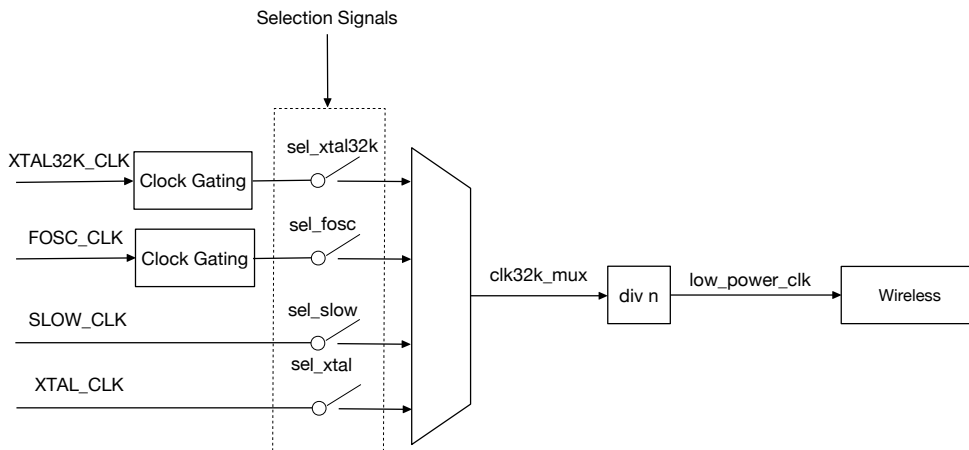 Selection Signals
XTAL32K_CLK
Clock Gating
sel_xtal32k
FOSC_CLK
Clock Gating
sel_fosc
SLOW_CLK
sel_slow
XTAL_CLK
sel_xtal
clk32k_mux
div n
low_power_clk
Wireless